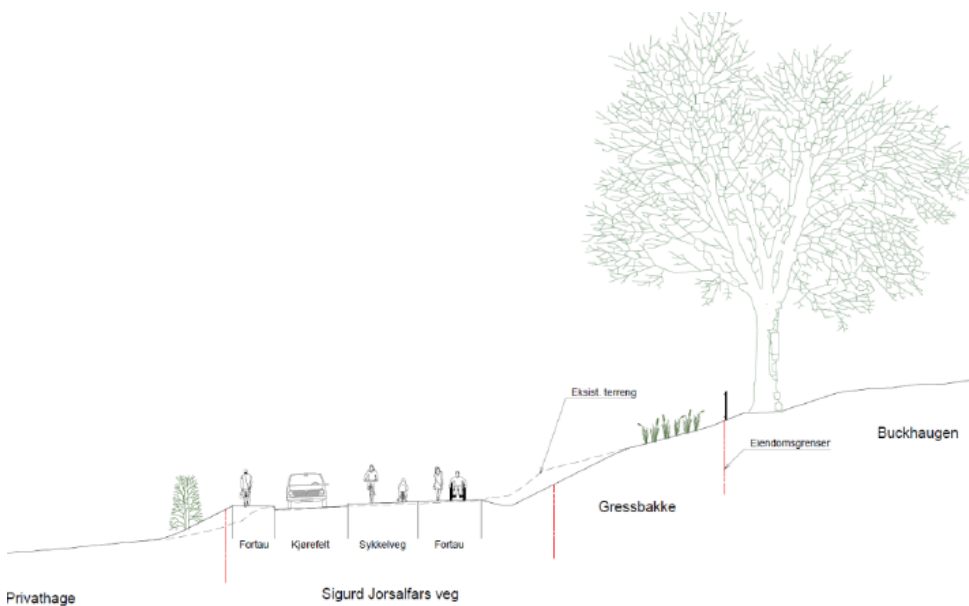 Eksist. terreng
Buckhaugen
Eiendomsgrenser
Gressbakke
Fortau
Kjørefelt
Sykkelveg
Fortau
Sigurd Jorsalfars veg
Privathage